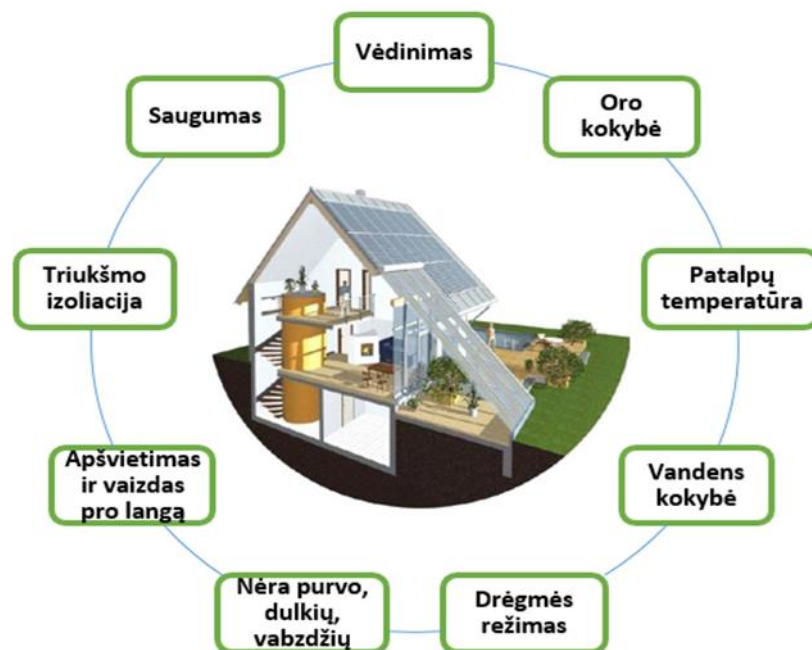 Vėdinimas
Oro
kokybė
Patalpų
temperatūra
Vandens
kokybė
Drėgmės
režimas
Nėra purvo,
dulkių,
vabzdžių
Apšvietimas
ir vaizdas
pro langą
Triukšmo
izoliacija
Saugumas